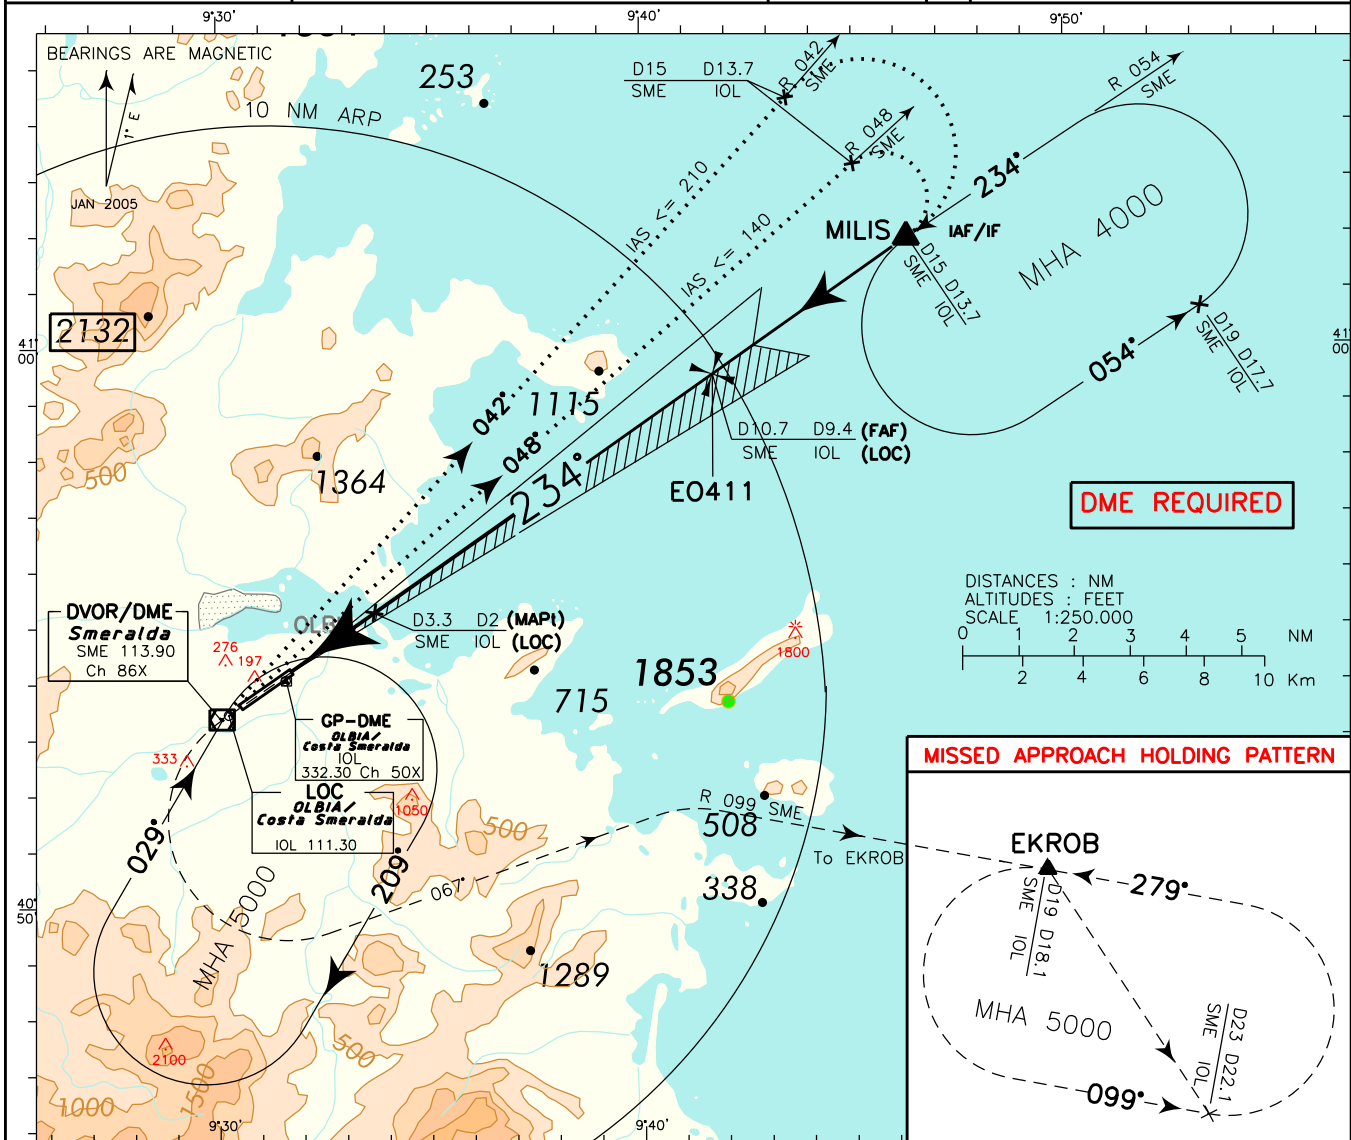 9°30'
9°40'
9°50'
BEARINGS ARE MAGNETIC
1° E
JAN 2005
253
10 NM ARP
D15 D13.7
SME IOL
R 042
SME
R 048
SME
R 054
SME
234°
MHA 4000
MILIS
IAF/IF
D15 D13.7
SME IOL
IAS <= 210
IAS <= 140
2132
41°
00'
41°
00'
054°
D19 D17.7
SME IOL
1115
042°
048°
234°
D10.7 D9.4 (FAF)
SME IOL (LOC)
EO411
500
1364
DME REQUIRED
DISTANCES : NM
ALTITUDES : FEET
SCALE 1:250.000
0 1 2 3 4 5 NM
2 4 6 8 10 Km
DVOR/DME
Smeralda
SME 113.90
Ch 86X
OLB
D3.3 D2 (MAPt)
SME IOL (LOC)
276
197
1800
1853
715
GP-DME
OLBIA/
Costa Smeralda
IOL
332.30 Ch 50X
333
LOC
OLBIA/
Costa Smeralda
IOL 111.30
1050
500
R 099 SME
508
To EKROB
029°
209°
067°
MHA 5000
338
40°
50'
1289
2100
500
1500
1000
9°30'
9°40'
MISSED APPROACH HOLDING PATTERN
EKROB
279°
D19 D18.1
SME IOL
MHA 5000
D23 D22.1
SME IOL
099°